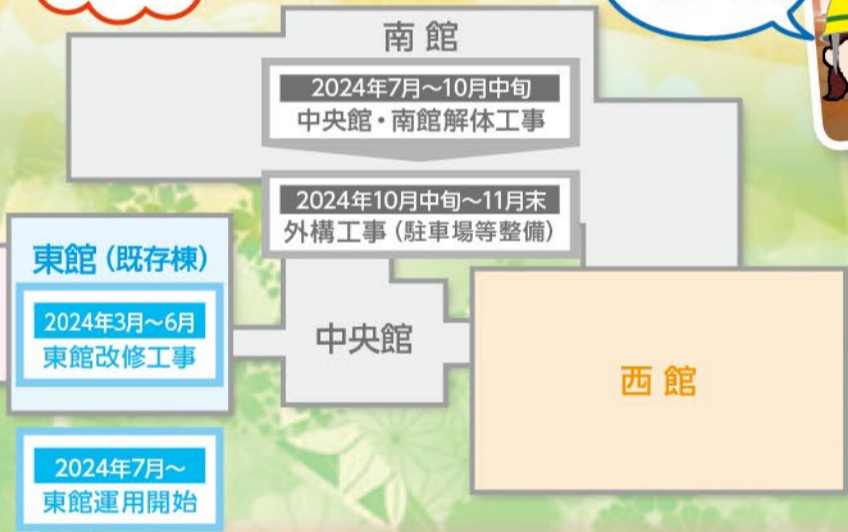 南館
2024年7月～10月中旬
中央館・南館解体工事
2024年10月中旬～11月末
外構工事（駐車場等整備）
東館（既存棟）
2024年3月～6月
東館改修工事
中央館
西館
2024年7月～
東館運用開始